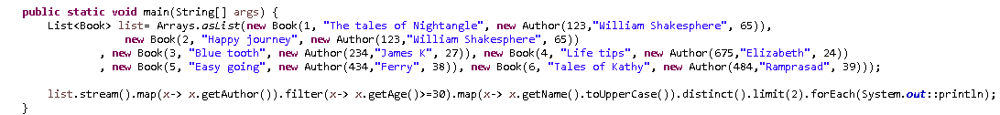 public static void main(String[] args) {
List<Book> list= Arrays.asList(new Book(1, "The tales of Nightangle", new Author(123,"William Shakesphere", 65)),
new Book(2, "Happy journey", new Author(123,"William Shakesphere", 65))
, new Book(3, "Blue tooth", new Author(234,"James K", 27)), new Book(4, "Life tips", new Author(675,"Elizabeth", 24))
, new Book(5, "Easy going", new Author(434,"Ferry", 38)), new Book(6, "Tales of Kathy", new Author(484,"Ramprasad", 39)));
list.stream().map(x-> x.getAuthor()).filter(x-> x.getAge()>=30).map(x-> x.getName().toUpperCase()).distinct().limit(2).forEach(System.out::println);
}